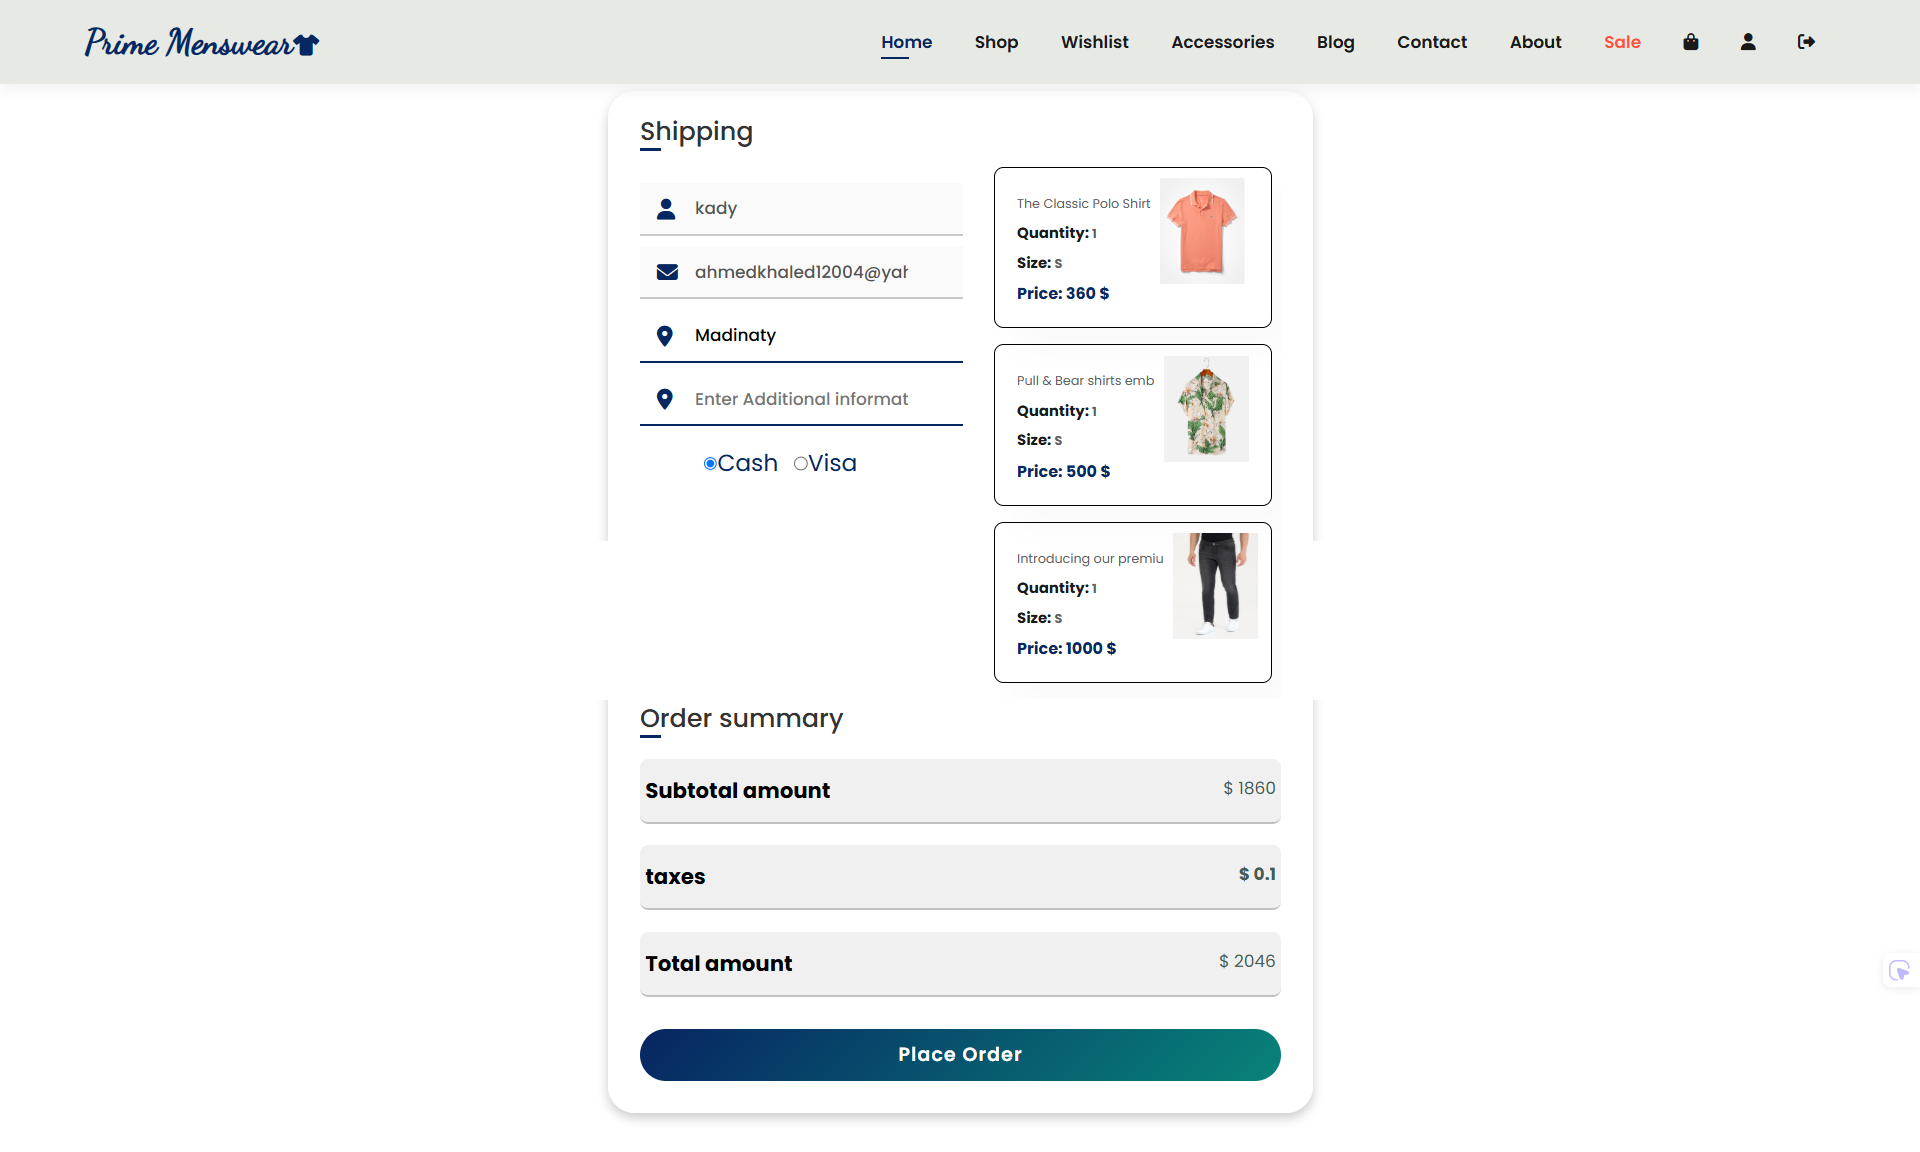 Prime Menswear
Home Shop Wishlist Accessories Blog Contact About Sale
Shipping
kady
ahmedkhaled12004@yah
Madinaty
Enter Additional informat
Cash Visa
The Classic Polo Shirt
Quantity: 1
Size: S
Price: 360 $
Pull & Bear shirts emb
Quantity: 1
Size: S
Price: 500 $
Introducing our premiu
Quantity: 1
Size: S
Price: 1000 $
Order summary
Subtotal amount $ 1860
taxes $ 0.1
Total amount $ 2046
Place Order